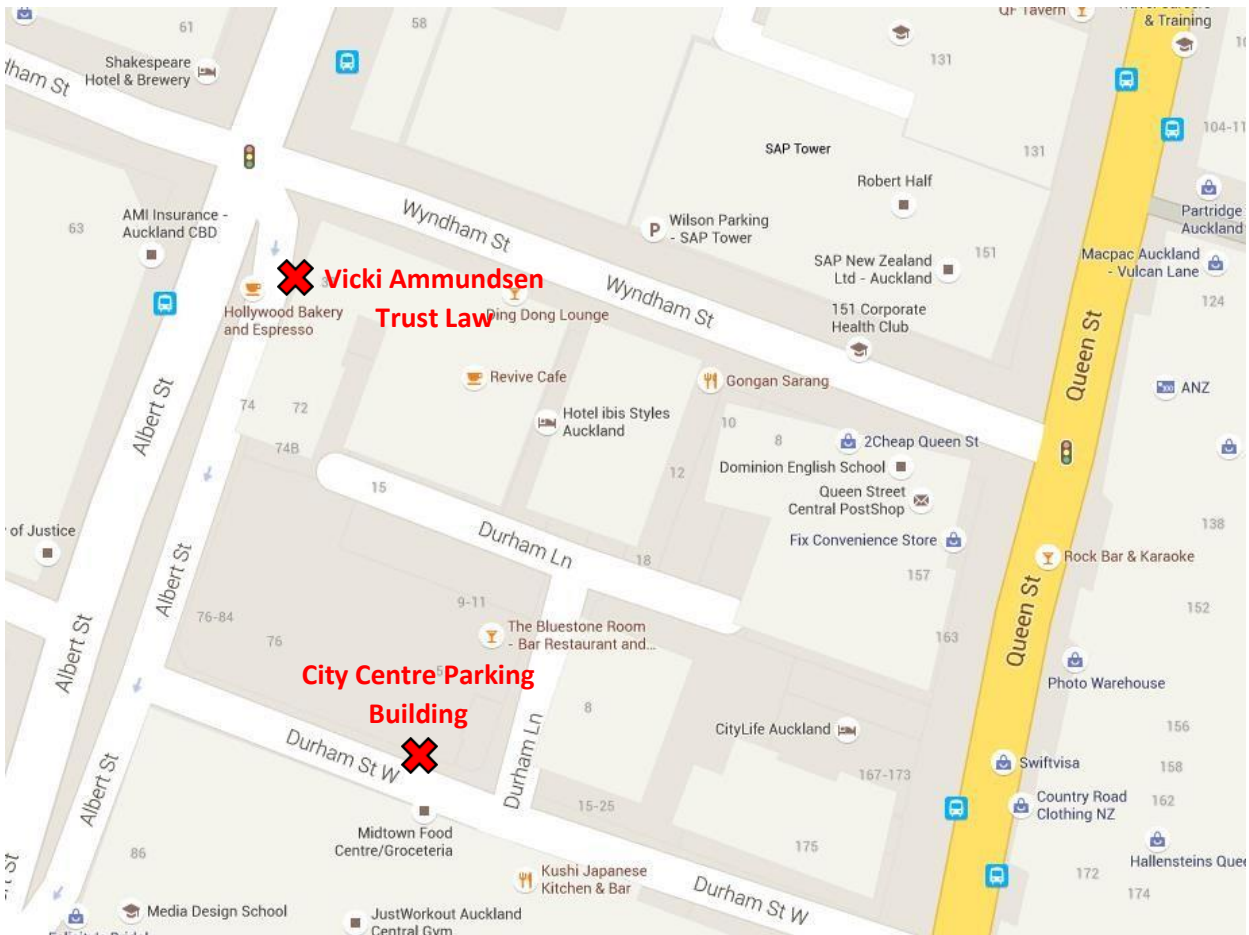 61
58
QF Tavern
& Training
Shakespeare
Hotel & Brewery
131
104-11
SAP Tower
131
Robert Half
Wyndham St
Partridge
Auckland
63
AMI Insurance -
Auckland CBD
Wilson Parking
- SAP Tower
P
151
SAP New Zealand
Ltd - Auckland
Macpac Auckland
- Vulcan Lane
Vicki Ammundsen
Trust Law
Wyndham St
124
Hollywood Bakery
and Espresso
Ding Dong Lounge
151 Corporate
Health Club
Queen St
Revive Cafe
Gongan Sarang
ANZ
Albert St
74
72
Hotel ibis Styles
Auckland
10
8
2Cheap Queen St
74B
12
Dominion English School
15
Queen Street
Central PostShop
of Justice
Durham Ln
Fix Convenience Store
138
18
Rock Bar & Karaoke
Albert St
157
9-11
76-84
76
The Bluestone Room
- Bar Restaurant and...
163
Queen St
152
Albert St
City Centre Parking
Building
Photo Warehouse
8
CityLife Auckland
156
Durham St W
Durham Ln
167-173
Swiftvisa
158
Albert St
15-25
Country Road
Clothing NZ
162
Midtown Food
Centre/Groceteria
86
175
Hallensteins Quee
Kushi Japanese
Kitchen & Bar
172
174
Durham St W
Media Design School
JustWorkout Auckland
Central Gym